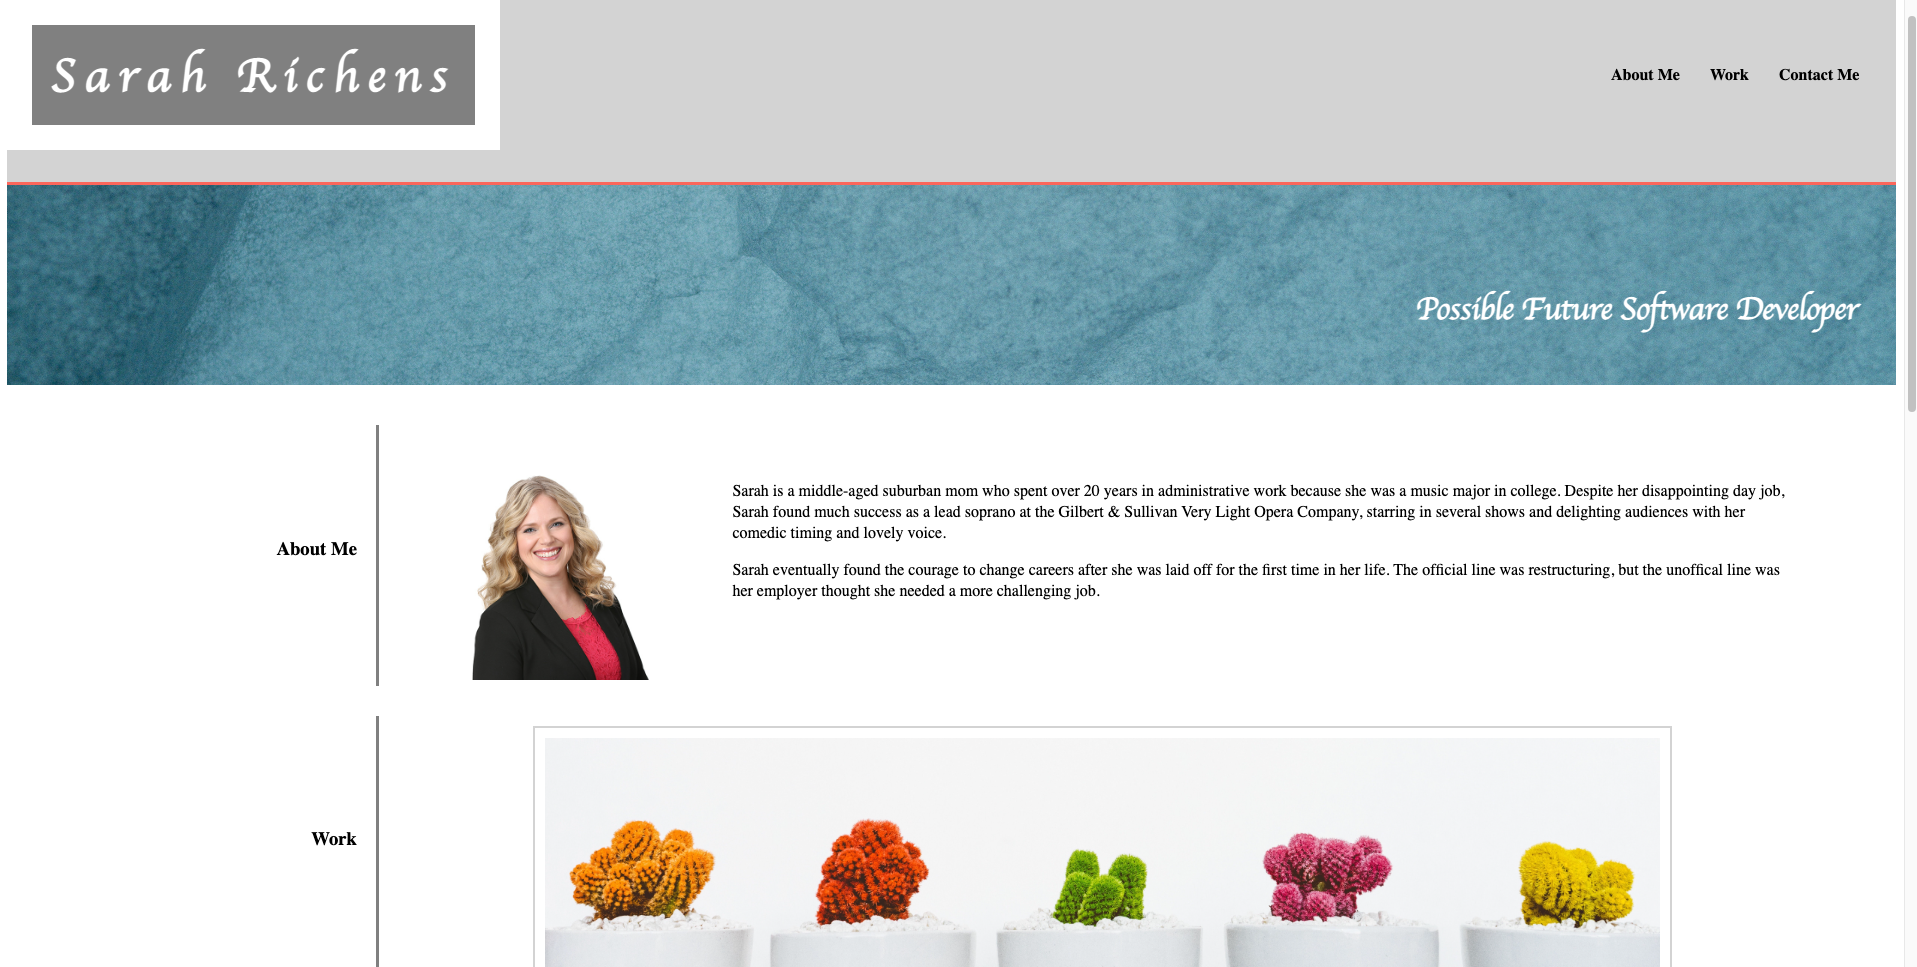 Sarah Richens
About Me Work Contact Me
Possible Future Software Developer
About Me
Sarah is a middle-aged suburban mom who spent over 20 years in administrative work because she was a music major in college. Despite her disappointing day job,
Sarah found much success as a lead soprano at the Gilbert & Sullivan Very Light Opera Company, starring in several shows and delighting audiences with her
comedic timing and lovely voice.
Sarah eventually found the courage to change careers after she was laid off for the first time in her life. The official line was restructuring, but the unoffical line was
her employer thought she needed a more challenging job.
Work